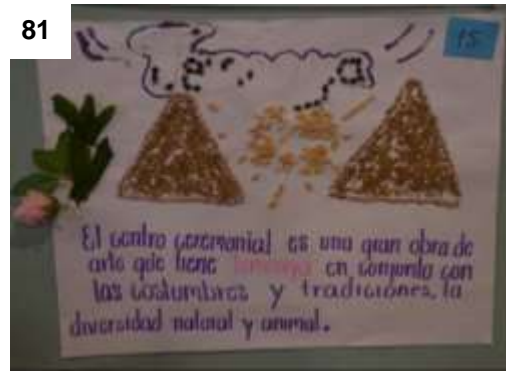 81
15
El centro ceremonial es una gran obra de
arte que tiene en conjunto con
las costumbres y tradiciones, la
diversidad natural y animal.